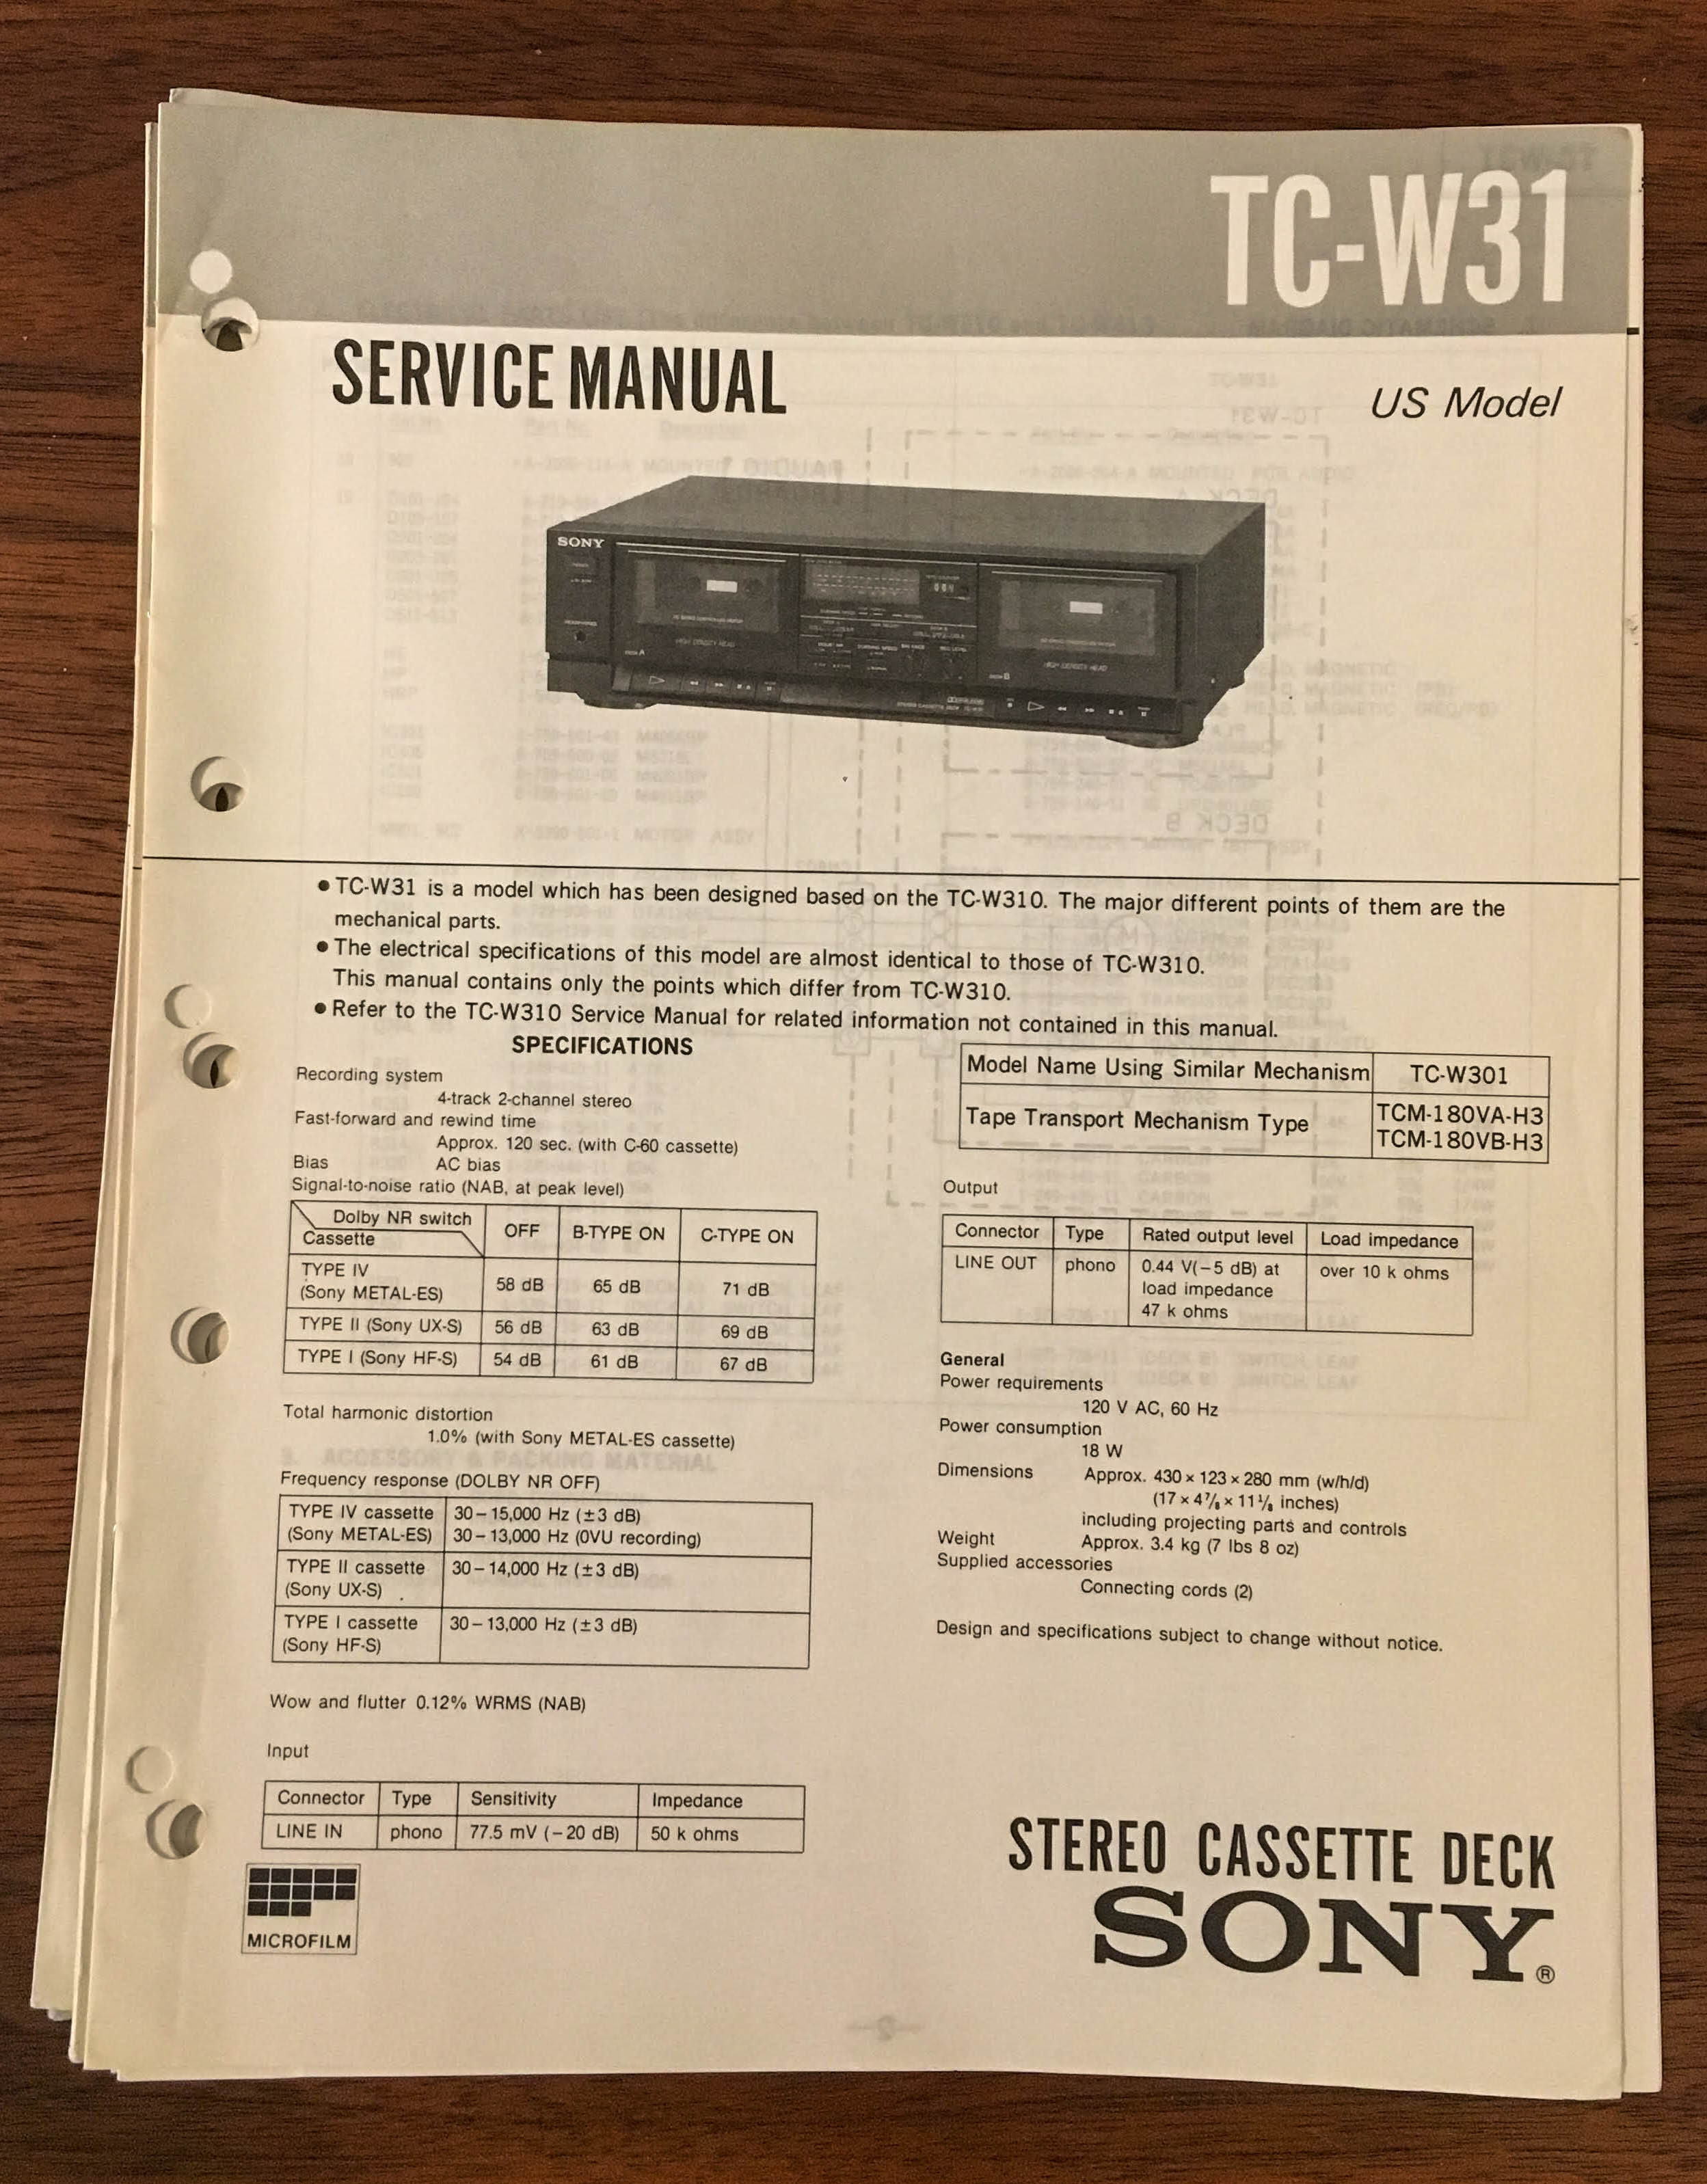 TC-W31
SERVICE MANUAL
US Model
SONY
HIGH DENSITY HEAD
HIGH DENSITY HEAD
● TC-W31 is a model which has been designed based on the TC-W310. The major different points of them are the
mechanical parts.
● The electrical specifications of this model are almost identical to those of TC-W310.
This manual contains only the points which differ from TC-W310.
● Refer to the TC-W310 Service Manual for related information not contained in this manual.
SPECIFICATIONS
Recording system
4-track 2-channel stereo
Fast-forward and rewind time
Approx. 120 sec. (with C-60 cassette)
Bias AC bias
Signal-to-noise ratio (NAB, at peak level)
Dolby NR switch
Cassette
OFF B-TYPE ON C-TYPE ON
TYPE IV
(Sony METAL-ES) 58 dB 65 dB 71 dB
TYPE II (Sony UX-S) 56 dB 63 dB 69 dB
TYPE I (Sony HF-S) 54 dB 61 dB 67 dB
Total harmonic distortion
1.0% (with Sony METAL-ES cassette)
Frequency response (DOLBY NR OFF)
TYPE IV cassette 30–15,000 Hz (±3 dB)
(Sony METAL-ES) 30–13,000 Hz (0VU recording)
TYPE II cassette 30–14,000 Hz (±3 dB)
(Sony UX-S)
TYPE I cassette 30–13,000 Hz (±3 dB)
(Sony HF-S)
Wow and flutter 0.12% WRMS (NAB)
Input
Connector Type Sensitivity Impedance
LINE IN phono 77.5 mV (−20 dB) 50 k ohms
MICROFILM
Model Name Using Similar Mechanism TC-W301
Tape Transport Mechanism Type TCM-180VA-H3
TCM-180VB-H3
Output
Connector Type Rated output level Load impedance
LINE OUT phono 0.44 V(−5 dB) at over 10 k ohms
load impedance
47 k ohms
General
Power requirements
120 V AC, 60 Hz
Power consumption
18 W
Dimensions Approx. 430 × 123 × 280 mm (w/h/d)
(17 × 4⅞ × 11⅛ inches)
including projecting parts and controls
Weight Approx. 3.4 kg (7 lbs 8 oz)
Supplied accessories
Connecting cords (2)
Design and specifications subject to change without notice.
STEREO CASSETTE DECK
SONY®